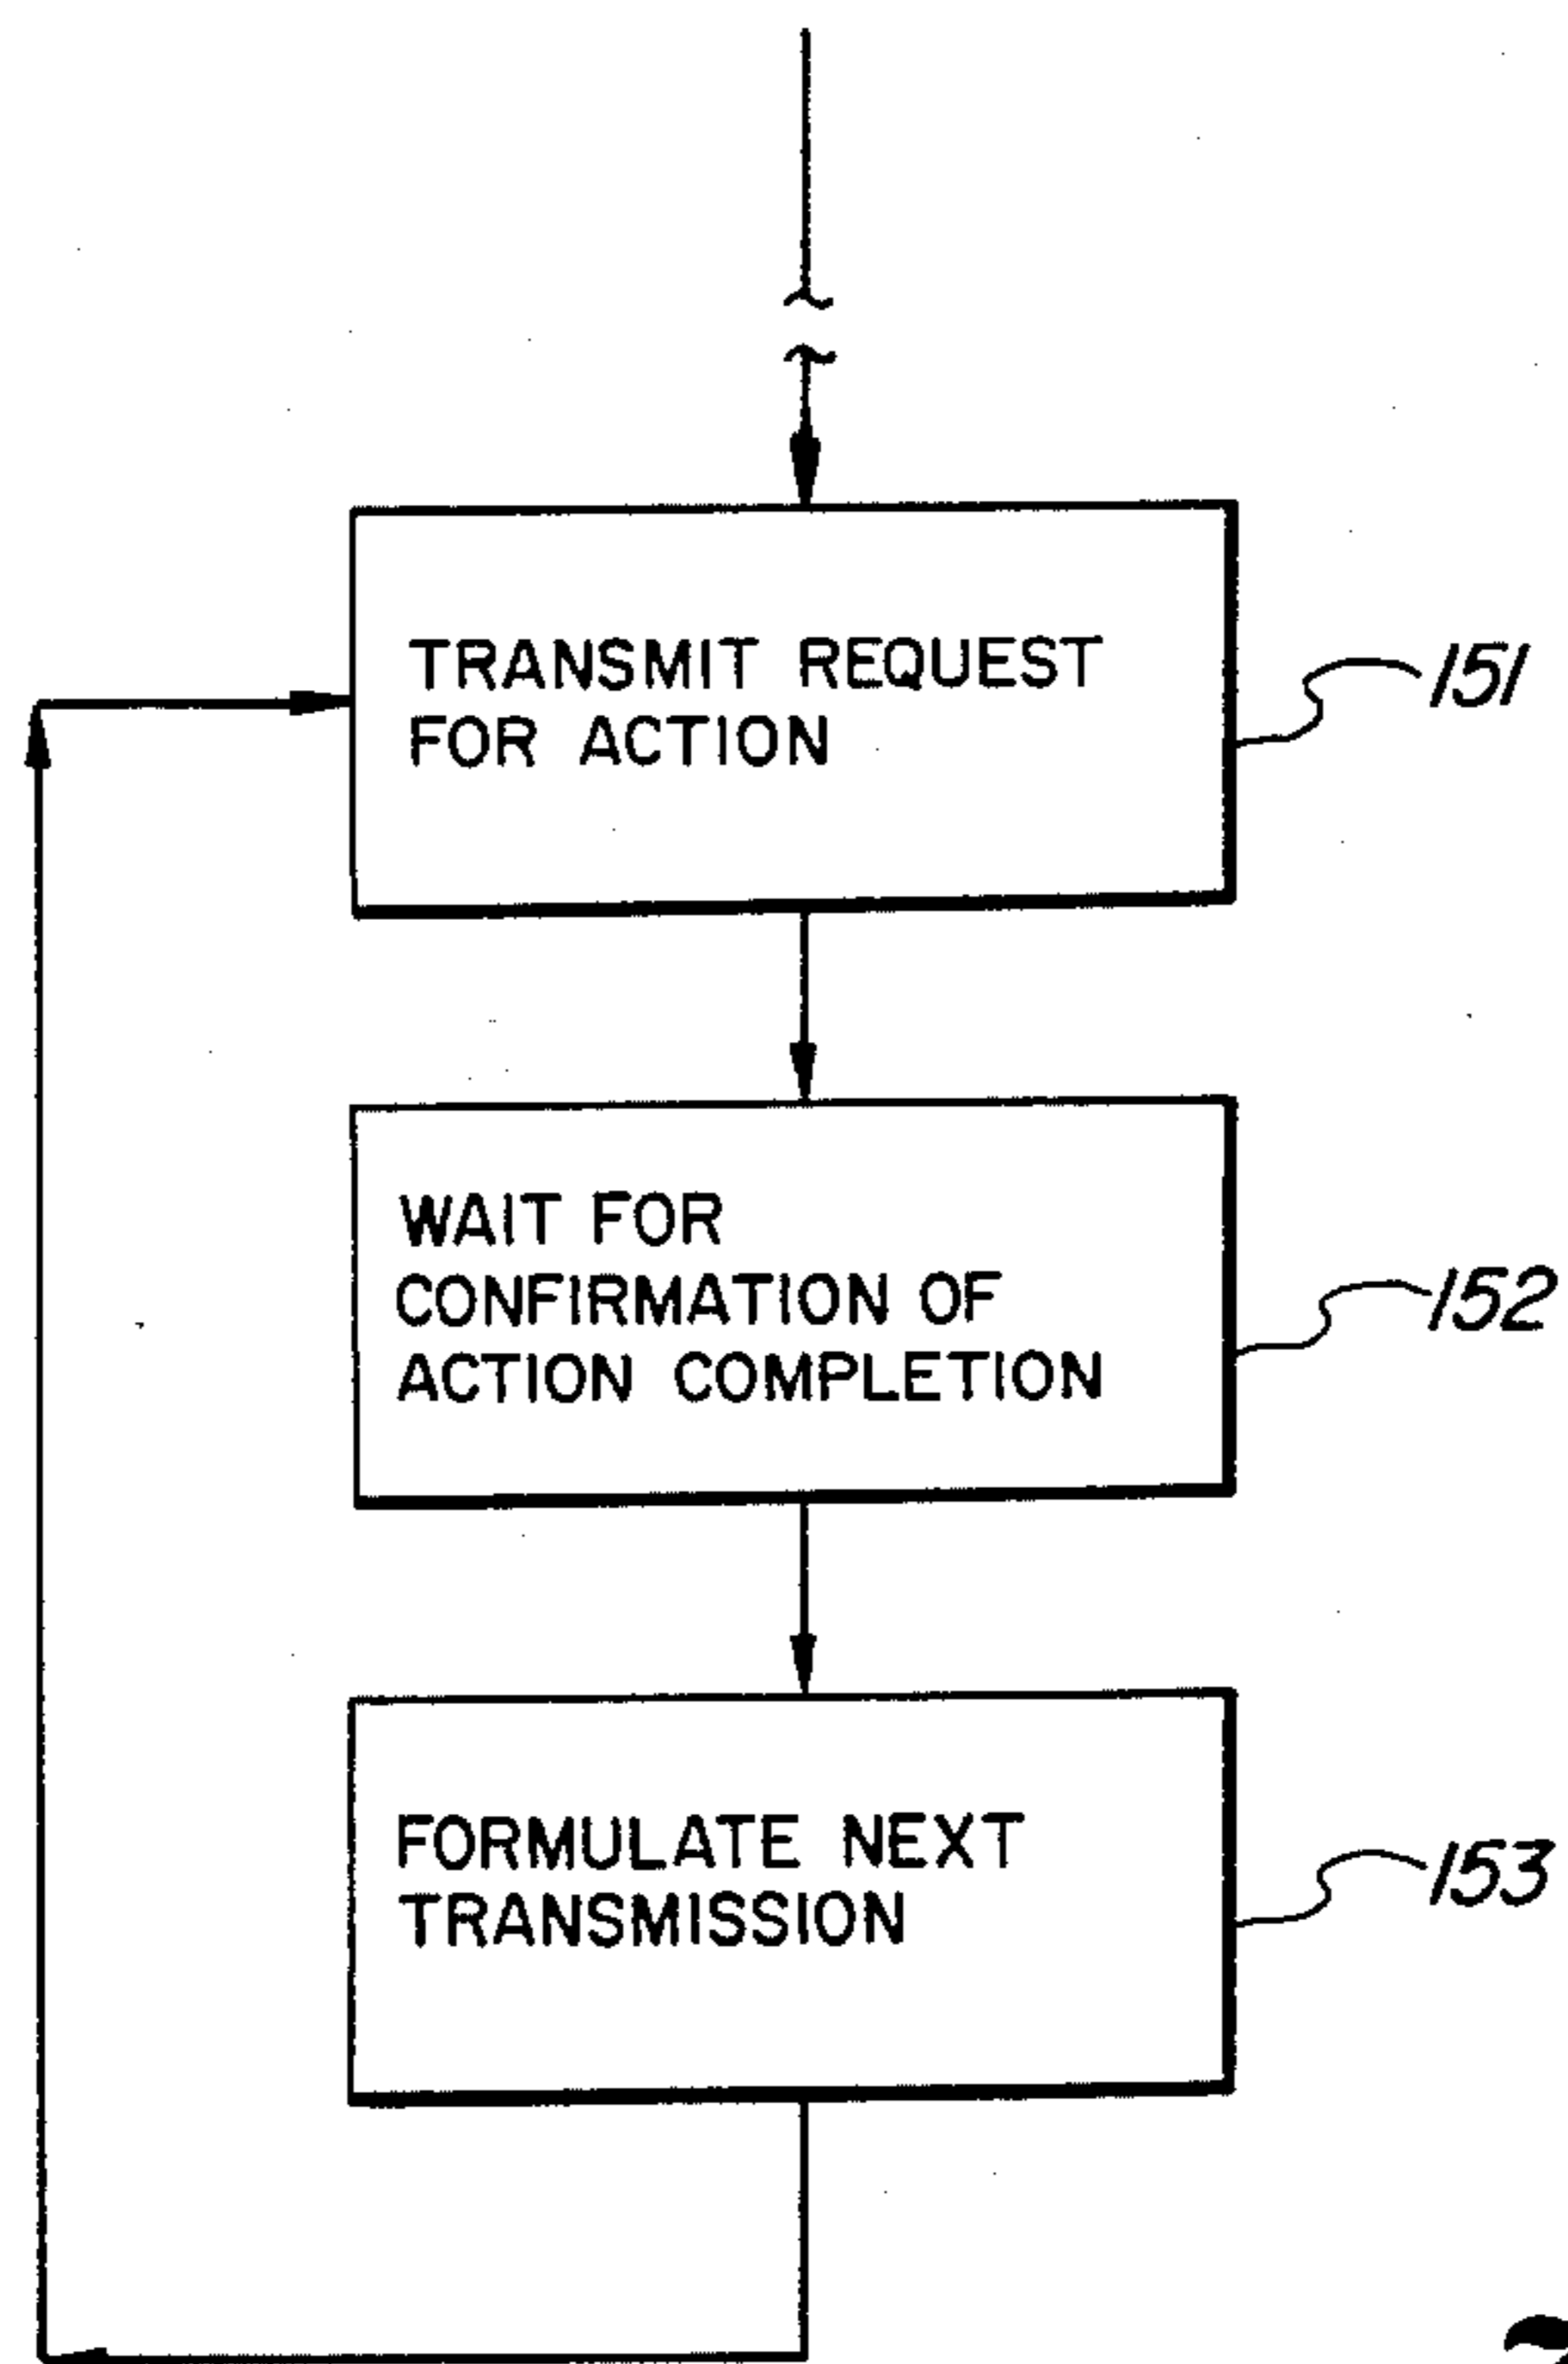 TRANSMIT REQUEST
FOR ACTION
151
WAIT FOR
CONFIRMATION OF
ACTION COMPLETION
152
FORMULATE NEXT
TRANSMISSION
153